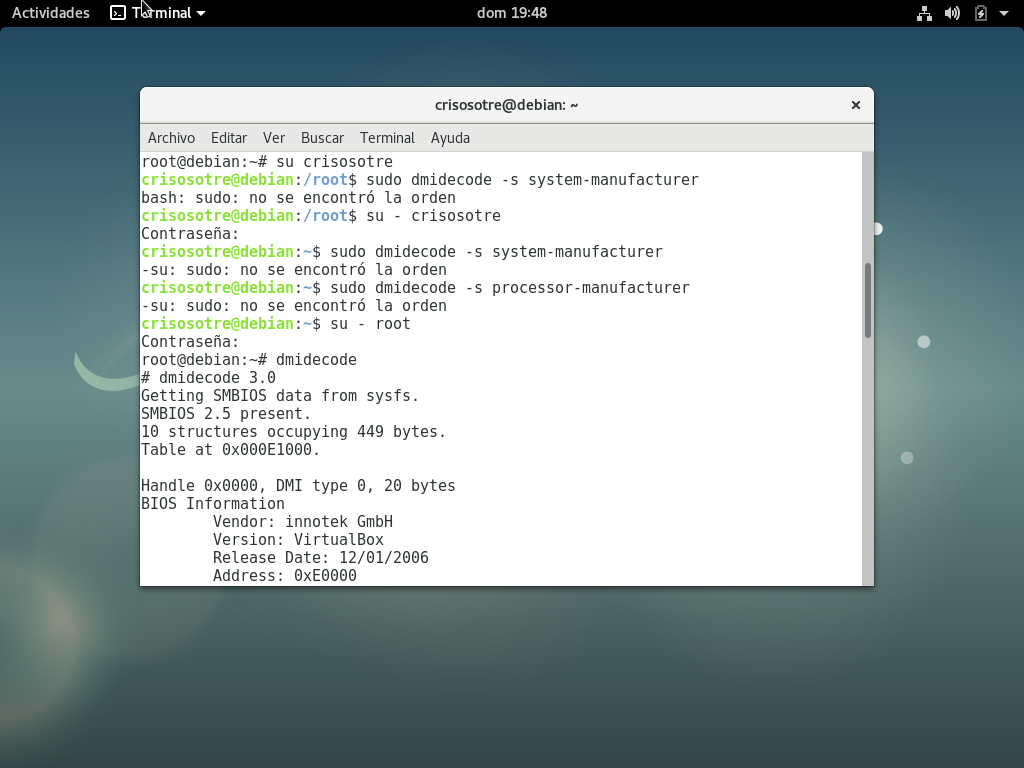 Actividades Terminal dom 19:48
crisosotre@debian: ~ ×
Archivo Editar Ver Buscar Terminal Ayuda
root@debian:~# su crisosotre
crisosotre@debian:/root$ sudo dmidecode -s system-manufacturer
bash: sudo: no se encontró la orden
crisosotre@debian:/root$ su - crisosotre
Contraseña:
crisosotre@debian:~$ sudo dmidecode -s system-manufacturer
-su: sudo: no se encontró la orden
crisosotre@debian:~$ sudo dmidecode -s processor-manufacturer
-su: sudo: no se encontró la orden
crisosotre@debian:~$ su - root
Contraseña:
root@debian:~# dmidecode
# dmidecode 3.0
Getting SMBIOS data from sysfs.
SMBIOS 2.5 present.
10 structures occupying 449 bytes.
Table at 0x000E1000.

Handle 0x0000, DMI type 0, 20 bytes
BIOS Information
        Vendor: innotek GmbH
        Version: VirtualBox
        Release Date: 12/01/2006
        Address: 0xE0000